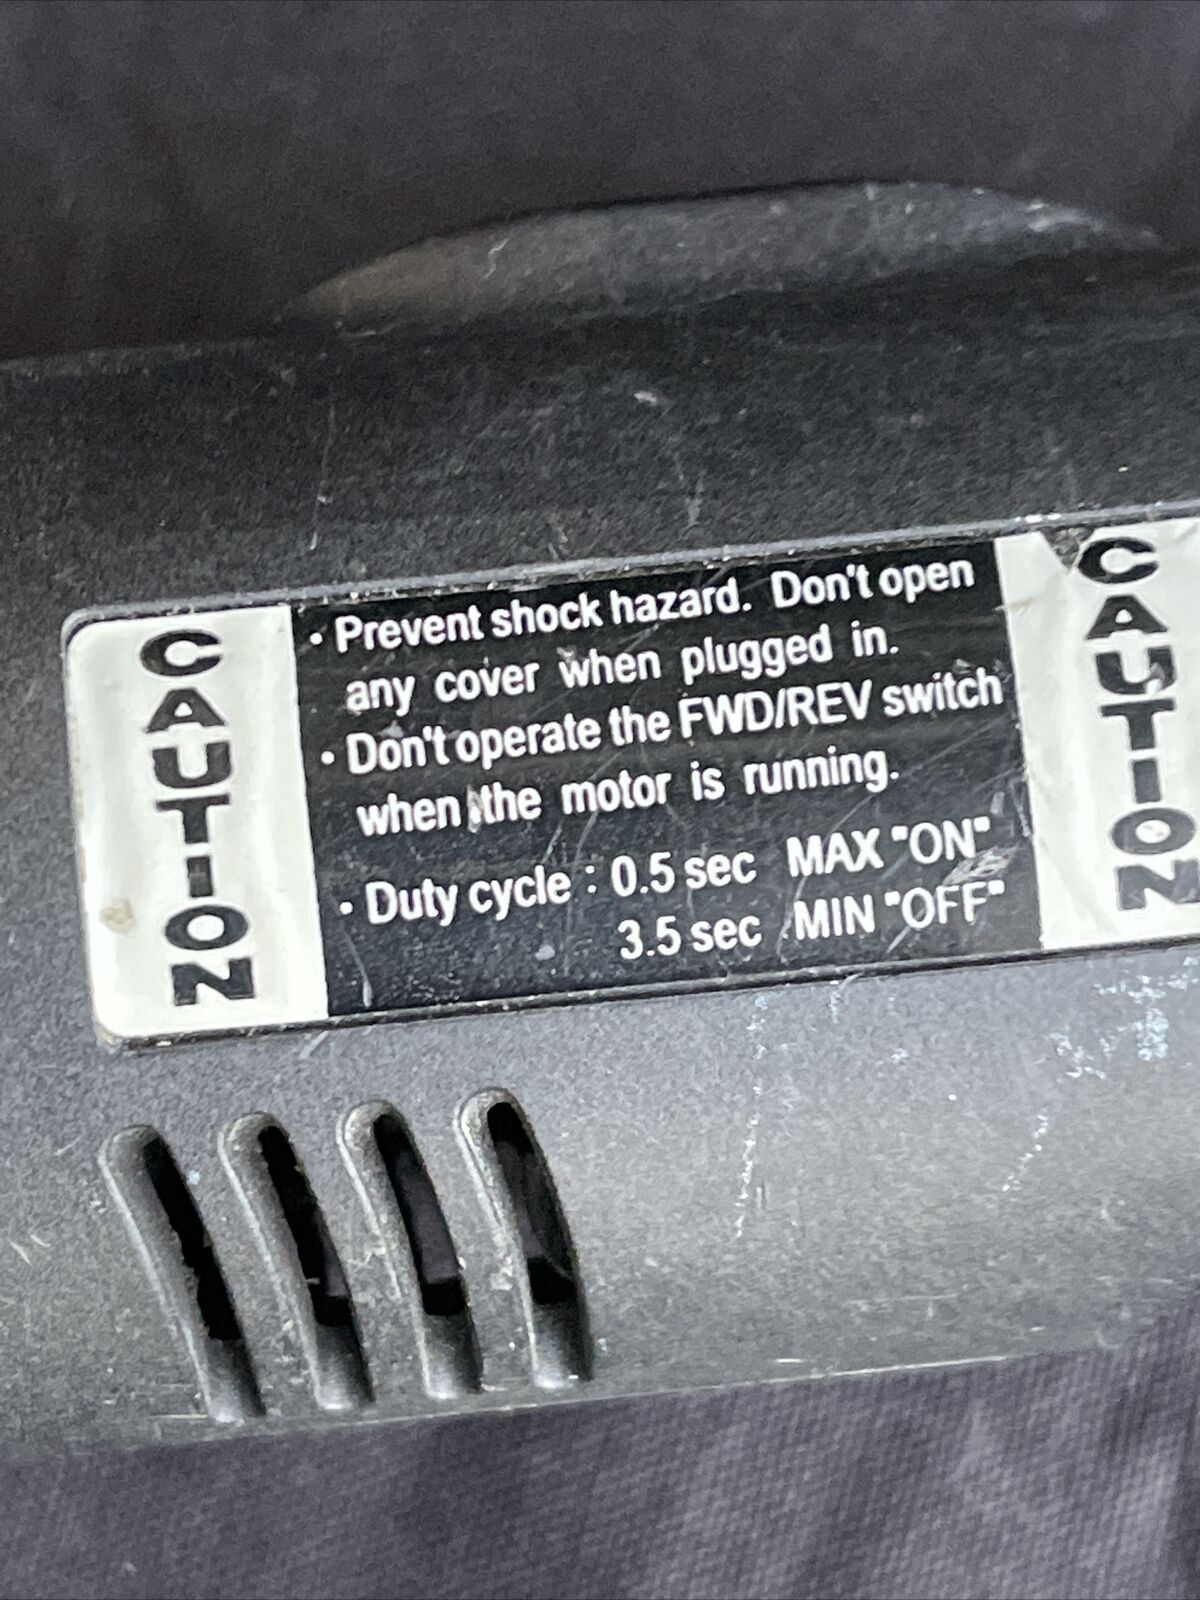 CAUTION
· Prevent shock hazard. Don't open
any cover when plugged in.
· Don't operate the FWD/REV switch
when the motor is running.
· Duty cycle : 0.5 sec MAX "ON"
3.5 sec MIN "OFF"
CAUTION